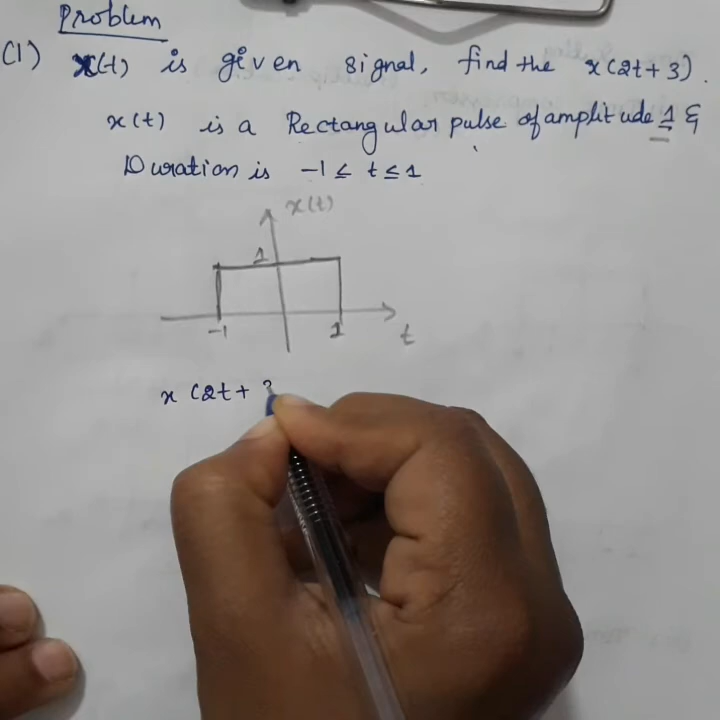 Problem
(1) x(t) is given signal, find the x(2t+3).
x(t) is a Rectangular pulse of amplitude 1 &
Duration is -1 ≤ t ≤ 1
x(t)
1
-1 1
t
x (2t+